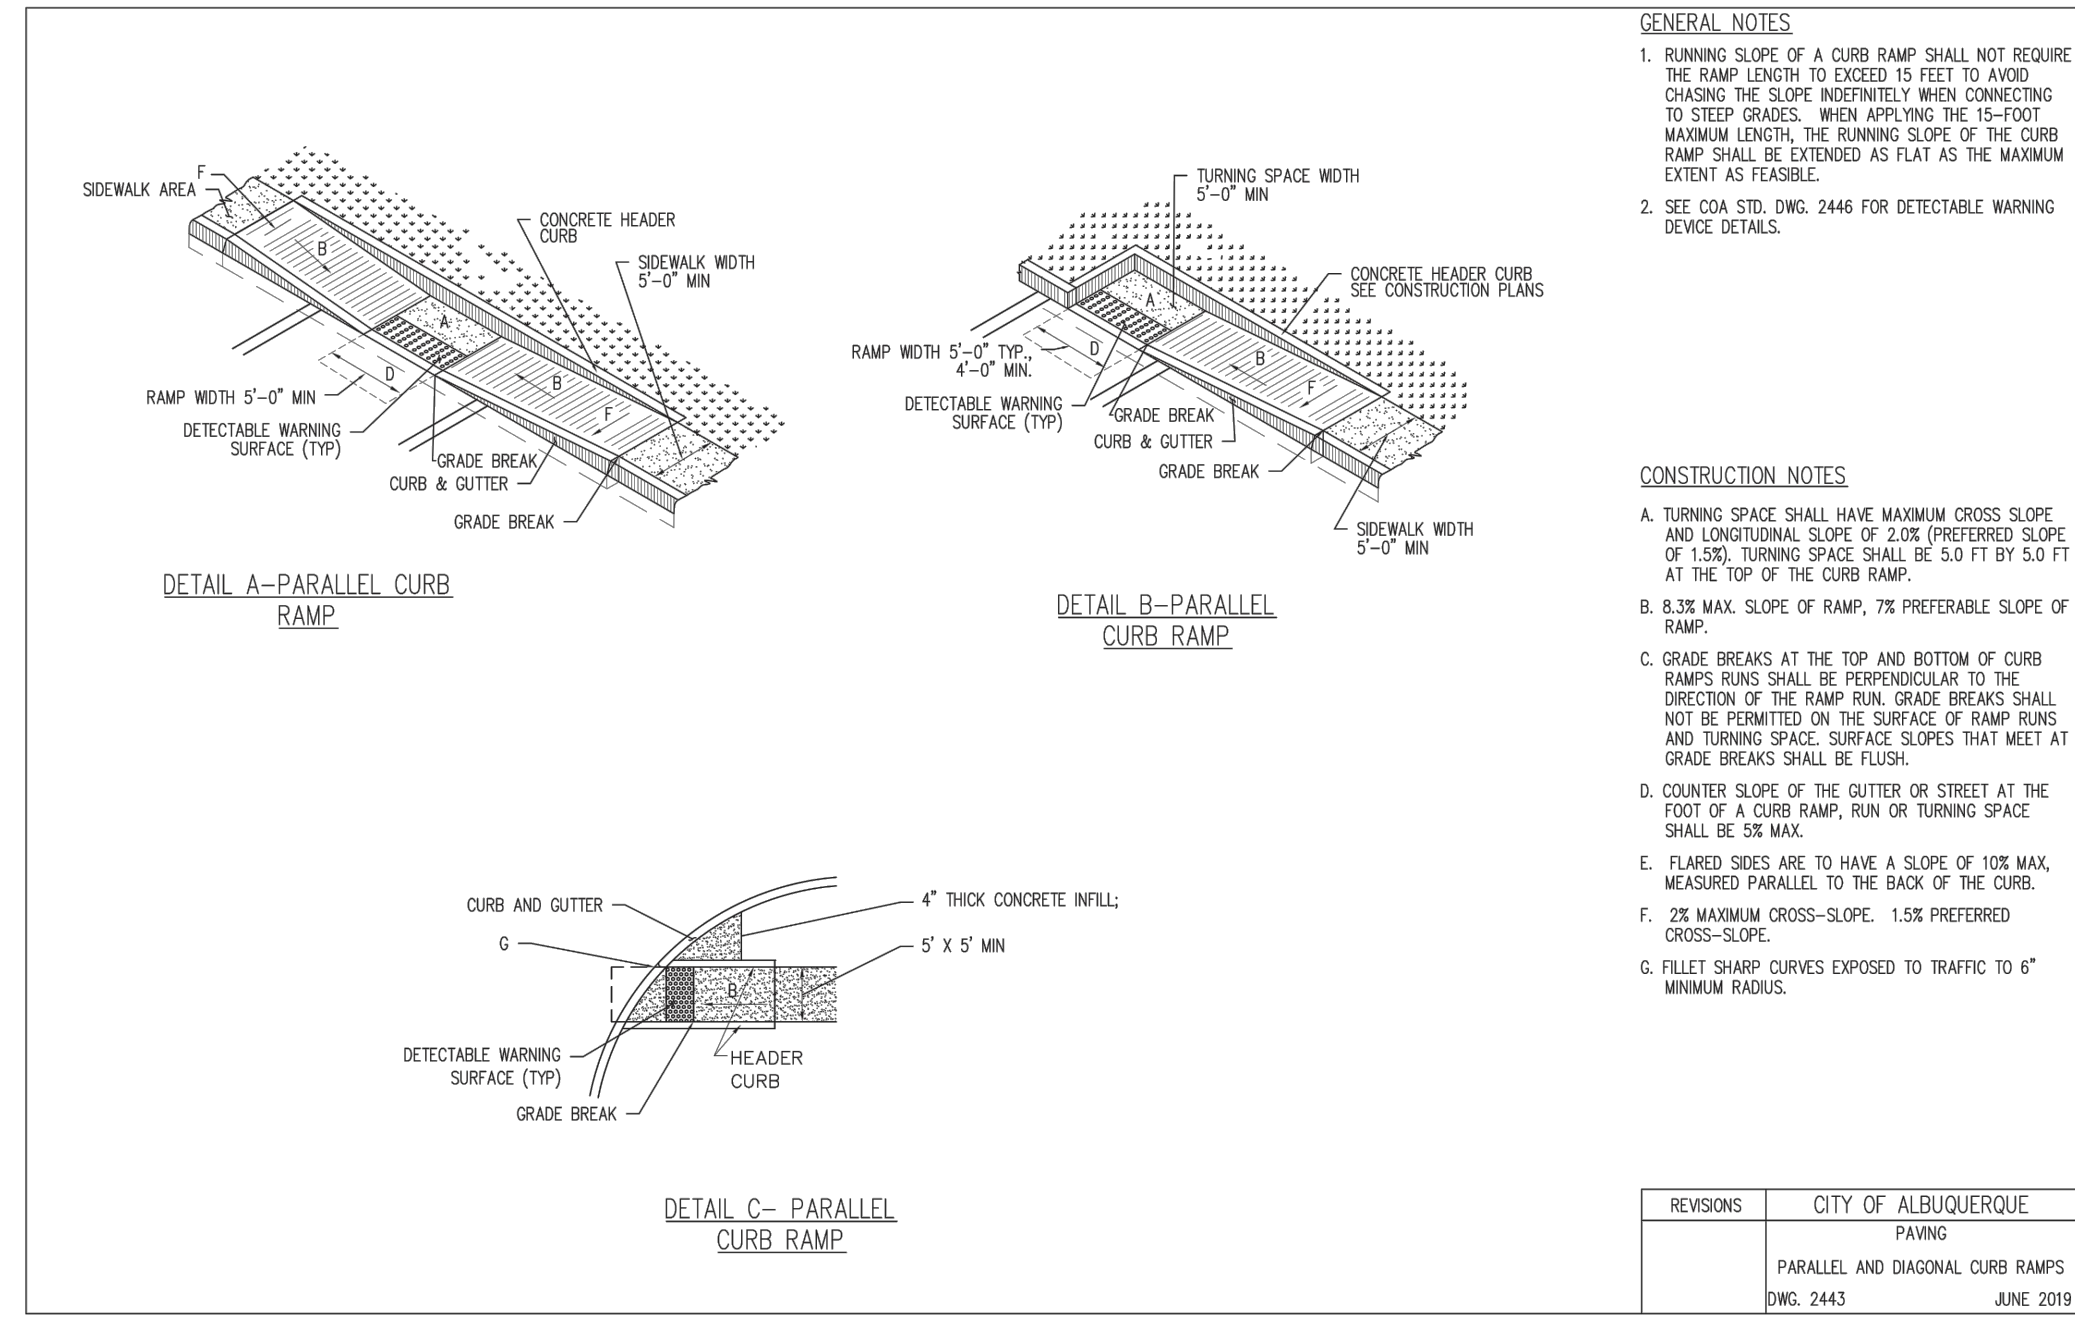 GENERAL NOTES
1. RUNNING SLOPE OF A CURB RAMP SHALL NOT REQUIRE
THE RAMP LENGTH TO EXCEED 15 FEET TO AVOID
CHASING THE SLOPE INDEFINITELY WHEN CONNECTING
TO STEEP GRADES. WHEN APPLYING THE 15-FOOT
MAXIMUM LENGTH, THE RUNNING SLOPE OF THE CURB
RAMP SHALL BE EXTENDED AS FLAT AS THE MAXIMUM
EXTENT AS FEASIBLE.
2. SEE COA STD. DWG. 2446 FOR DETECTABLE WARNING
DEVICE DETAILS.
F
SIDEWALK AREA
B
CONCRETE HEADER
CURB
SIDEWALK WIDTH
5'-0" MIN
A
D
B
F
RAMP WIDTH 5'-0" MIN
DETECTABLE WARNING
SURFACE (TYP)
GRADE BREAK
CURB & GUTTER
GRADE BREAK
DETAIL A-PARALLEL CURB
RAMP
TURNING SPACE WIDTH
5'-0" MIN
CONCRETE HEADER CURB
SEE CONSTRUCTION PLANS
A
RAMP WIDTH 5'-0" TYP.,
4'-0" MIN.
D
B
F
DETECTABLE WARNING
SURFACE (TYP)
GRADE BREAK
CURB & GUTTER
GRADE BREAK
SIDEWALK WIDTH
5'-0" MIN
DETAIL B-PARALLEL
CURB RAMP
CONSTRUCTION NOTES
A. TURNING SPACE SHALL HAVE MAXIMUM CROSS SLOPE
AND LONGITUDINAL SLOPE OF 2.0% (PREFERRED SLOPE
OF 1.5%). TURNING SPACE SHALL BE 5.0 FT BY 5.0 FT
AT THE TOP OF THE CURB RAMP.
B. 8.3% MAX. SLOPE OF RAMP, 7% PREFERABLE SLOPE OF
RAMP.
C. GRADE BREAKS AT THE TOP AND BOTTOM OF CURB
RAMPS RUNS SHALL BE PERPENDICULAR TO THE
DIRECTION OF THE RAMP RUN. GRADE BREAKS SHALL
NOT BE PERMITTED ON THE SURFACE OF RAMP RUNS
AND TURNING SPACE. SURFACE SLOPES THAT MEET AT
GRADE BREAKS SHALL BE FLUSH.
D. COUNTER SLOPE OF THE GUTTER OR STREET AT THE
FOOT OF A CURB RAMP, RUN OR TURNING SPACE
SHALL BE 5% MAX.
E. FLARED SIDES ARE TO HAVE A SLOPE OF 10% MAX,
MEASURED PARALLEL TO THE BACK OF THE CURB.
F. 2% MAXIMUM CROSS-SLOPE. 1.5% PREFERRED
CROSS-SLOPE.
G. FILLET SHARP CURVES EXPOSED TO TRAFFIC TO 6"
MINIMUM RADIUS.
CURB AND GUTTER
4" THICK CONCRETE INFILL;
G
5' X 5' MIN
B
DETECTABLE WARNING
SURFACE (TYP)
HEADER
CURB
GRADE BREAK
DETAIL C- PARALLEL
CURB RAMP
REVISIONS
CITY OF ALBUQUERQUE
PAVING
PARALLEL AND DIAGONAL CURB RAMPS
DWG. 2443 JUNE 2019